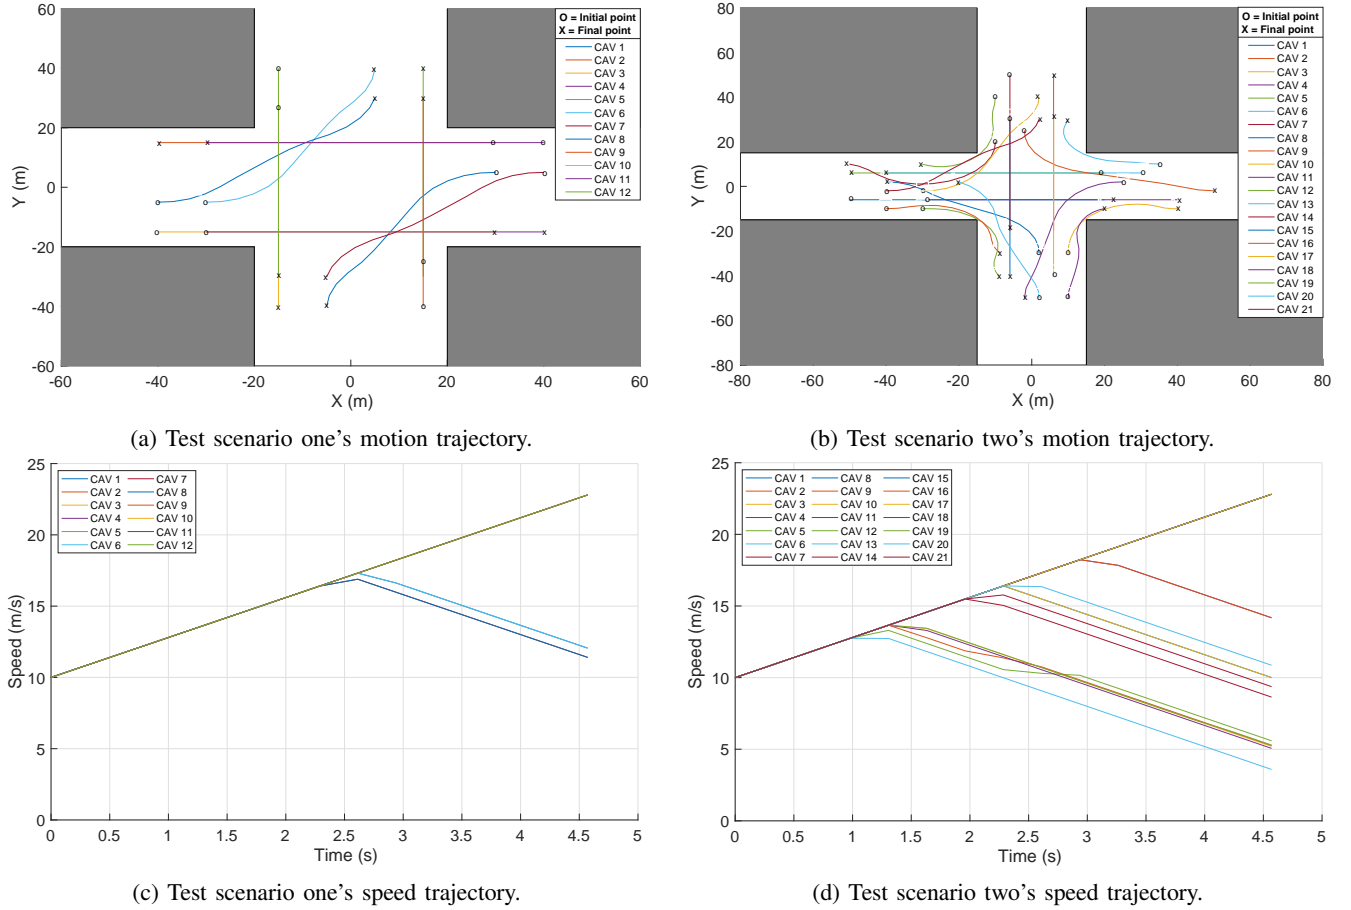 60
40
20
0
-20
-40
-60
Y (m)
-60
-40
-20
0
20
40
60
X (m)
O = Initial point
X = Final point
CAV 1
CAV 2
CAV 3
CAV 4
CAV 5
CAV 6
CAV 7
CAV 8
CAV 9
CAV 10
CAV 11
CAV 12
(a) Test scenario one's motion trajectory.
80
60
40
20
0
-20
-40
-60
-80
Y (m)
-80
-60
-40
-20
0
20
40
60
80
X (m)
O = Initial point
X = Final point
CAV 1
CAV 2
CAV 3
CAV 4
CAV 5
CAV 6
CAV 7
CAV 8
CAV 9
CAV 10
CAV 11
CAV 12
CAV 13
CAV 14
CAV 15
CAV 16
CAV 17
CAV 18
CAV 19
CAV 20
CAV 21
(b) Test scenario two's motion trajectory.
25
20
15
10
5
0
Speed (m/s)
0 0.5 1 1.5 2 2.5 3 3.5 4 4.5 5
Time (s)
CAV 1 CAV 7
CAV 2 CAV 8
CAV 3 CAV 9
CAV 4 CAV 10
CAV 5 CAV 11
CAV 6 CAV 12
(c) Test scenario one's speed trajectory.
25
20
15
10
5
0
Speed (m/s)
0 0.5 1 1.5 2 2.5 3 3.5 4 4.5 5
Time (s)
CAV 1 CAV 8 CAV 15
CAV 2 CAV 9 CAV 16
CAV 3 CAV 10 CAV 17
CAV 4 CAV 11 CAV 18
CAV 5 CAV 12 CAV 19
CAV 6 CAV 13 CAV 20
CAV 7 CAV 14 CAV 21
(d) Test scenario two's speed trajectory.